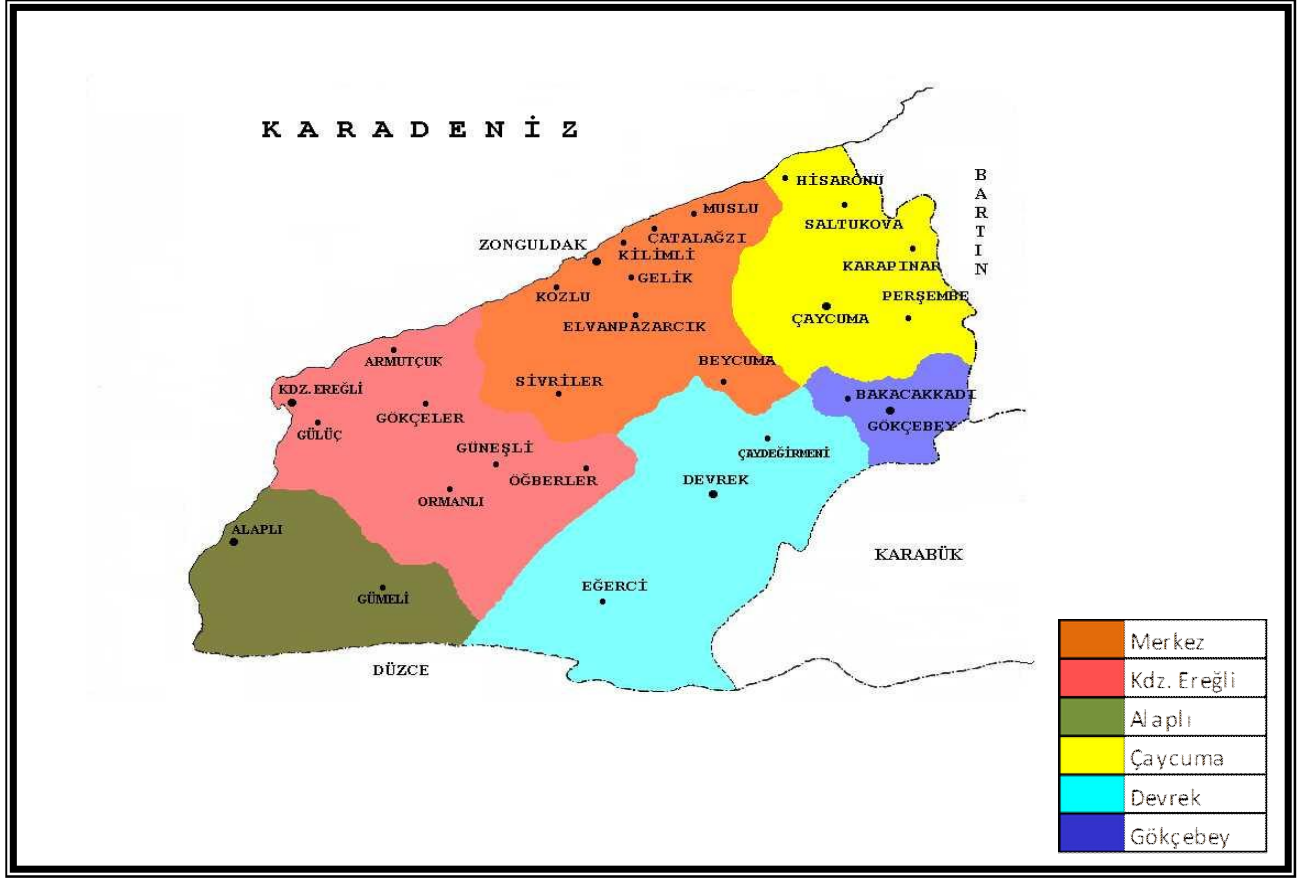 K A R A D E N İ Z
B
A
R
T
I
N
HİSARÖNÜ
SALTUKOVA
KARAPINAR
PERŞEMBE
ÇAYCUMA
MUSLU
ÇATALAĞZI
ZONGULDAK
KİLİMLİ
GELİK
KOZLU
ELVANPAZARCIK
BEYCUMA
SİVRİLER
ARMUTÇUK
KDZ. EREĞLİ
GÖKÇELER
GÜLÜÇ
GÜNEŞLİ
ÖĞBERLER
ORMANLI
BAKACAKKADI
GÖKÇEBEY
ÇAYDEĞİRMENİ
DEVREK
EĞERCİ
ALAPLI
GÜMELİ
KARABÜK
DÜZCE
Merkez
Kdz. Ereğli
Alaplı
Çaycuma
Devrek
Gökçebey